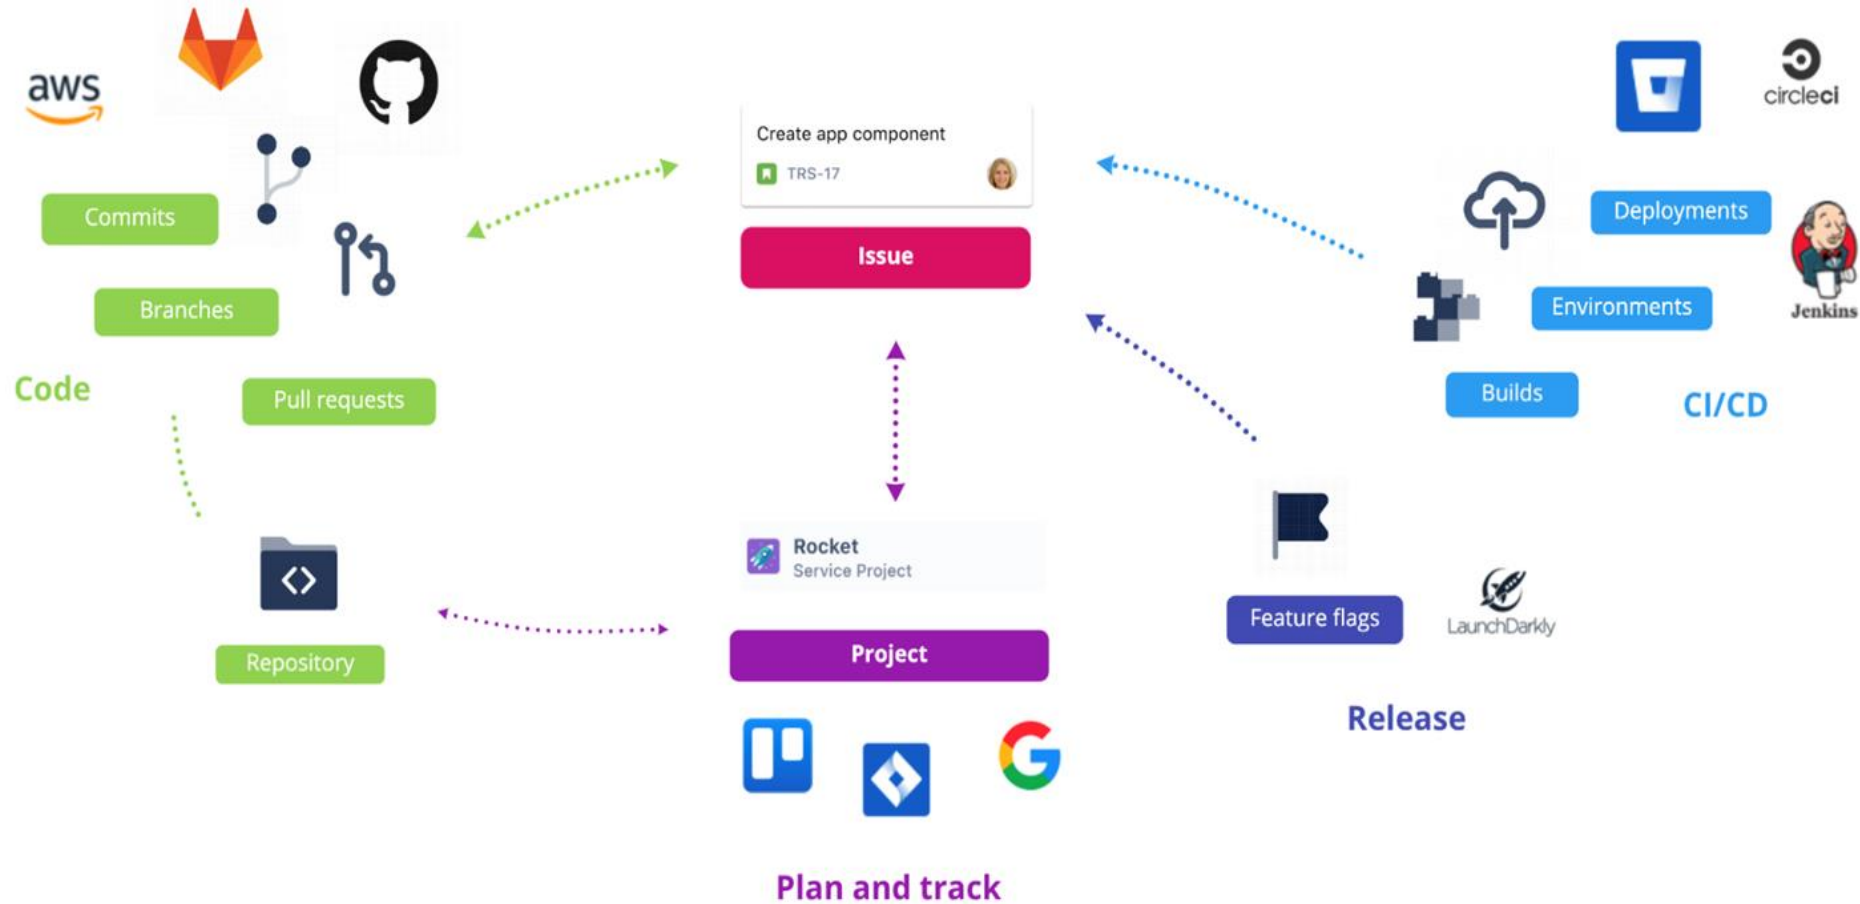 aws
Commits
Branches
Code
Pull requests
Repository
Create app component
TRS-17
Issue
Rocket
Service Project
Project
Plan and track
circleci
Deployments
Jenkins
Environments
Builds
CI/CD
Feature flags
LaunchDarkly
Release